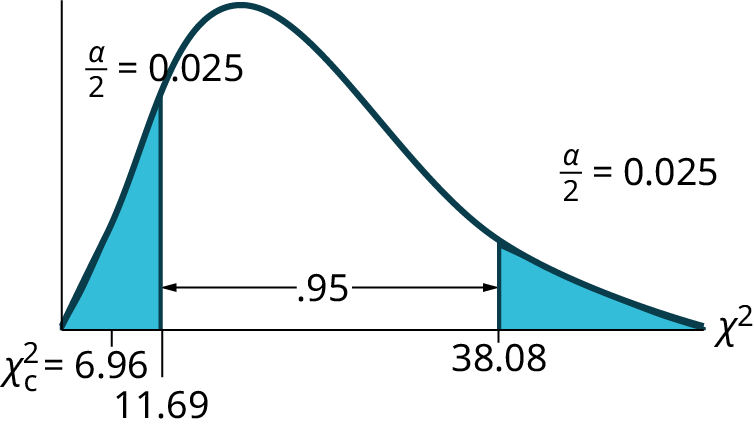 α/2 = 0.025
α/2 = 0.025
.95
χ²
χ²c = 6.96
38.08
11.69